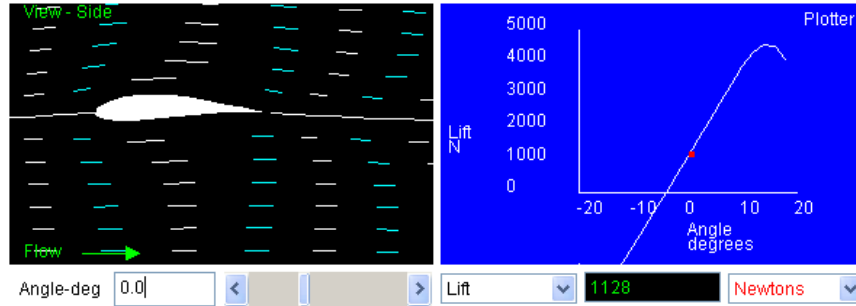 View - Side
Flow
Angle-deg 0.0
5000
4000
3000
2000
1000
0
Lift
N
Plotter
-20 -10 0 10 20
Angle
degrees
Lift 1128 Newtons